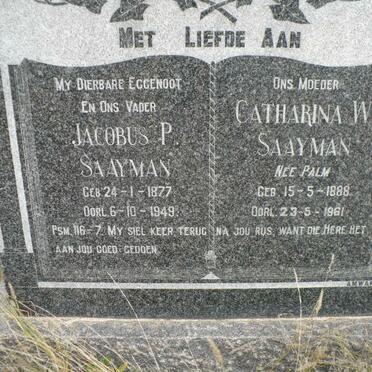 MET LIEFDE AAN
MY DIERBARE EGGENOOT
EN ONS VADER
JACOBUS P.
SAAYMAN
GEB. 24-1-1877
OORL. 6-10-1949.
ONS MOEDER
CATHARINA W.
SAAYMAN
NEE PALM
GEB. 15-5-1888.
OORL. 23-5-1961.
PSM. 116-7. MY SIEL KEER TERUG NA JOU RUS, WANT DIE HERE HET
AAN JOU GOED GEDOEN.